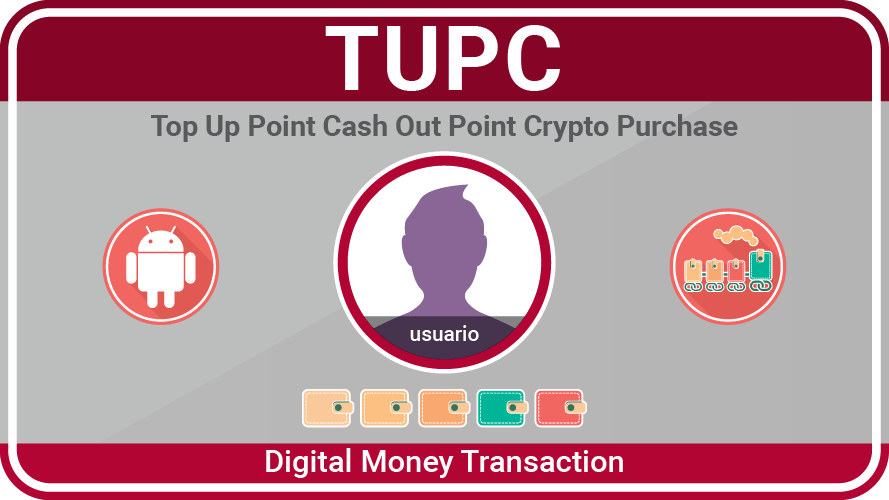 TUPC
Top Up Point Cash Out Point Crypto Purchase
usuario
Digital Money Transaction